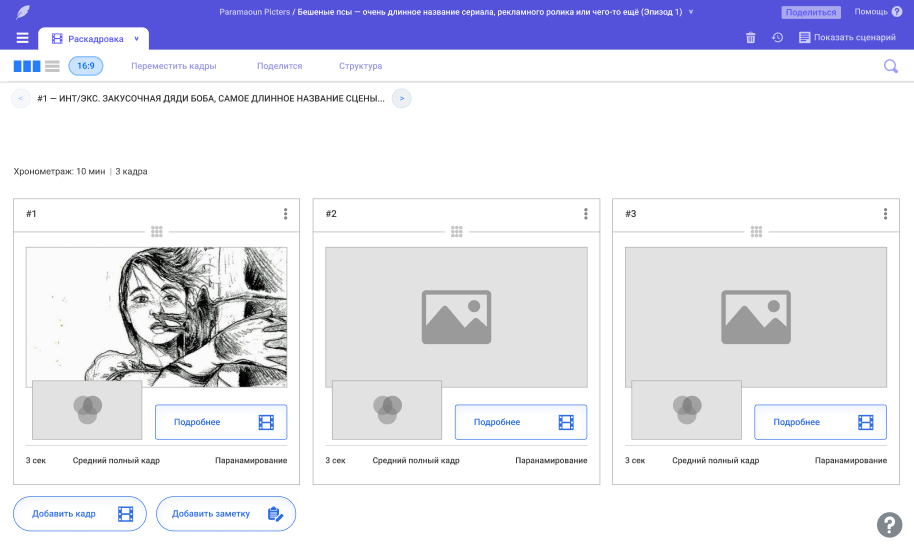 Paramaoun Picters / Бешеные псы — очень длинное название сериала, рекламного ролика или чего-то ещё (Эпизод 1)
Поделиться
Помощь
Раскадровка
Показать сценарий
16:9
Переместить кадры
Поделится
Структура
< #1 — ИНТ/ЭКС. ЗАКУСОЧНАЯ ДЯДИ БОБА, САМОЕ ДЛИННОЕ НАЗВАНИЕ СЦЕНЫ... >
Хронометраж: 10 мин | 3 кадра
#1
#2
#3
Подробнее
Подробнее
Подробнее
3 сек Средний полный кадр Паранамирование
3 сек Средний полный кадр Паранамирование
3 сек Средний полный кадр Паранамирование
Добавить кадр
Добавить заметку